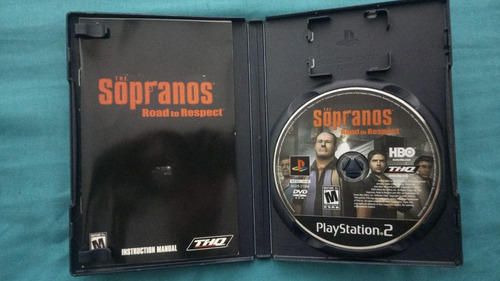 THE
Sopranos
Road to Respect
M
INSTRUCTION MANUAL
THQ
THE
Sopranos
Road to Respect
HBO
THQ
DVD
M
PlayStation 2